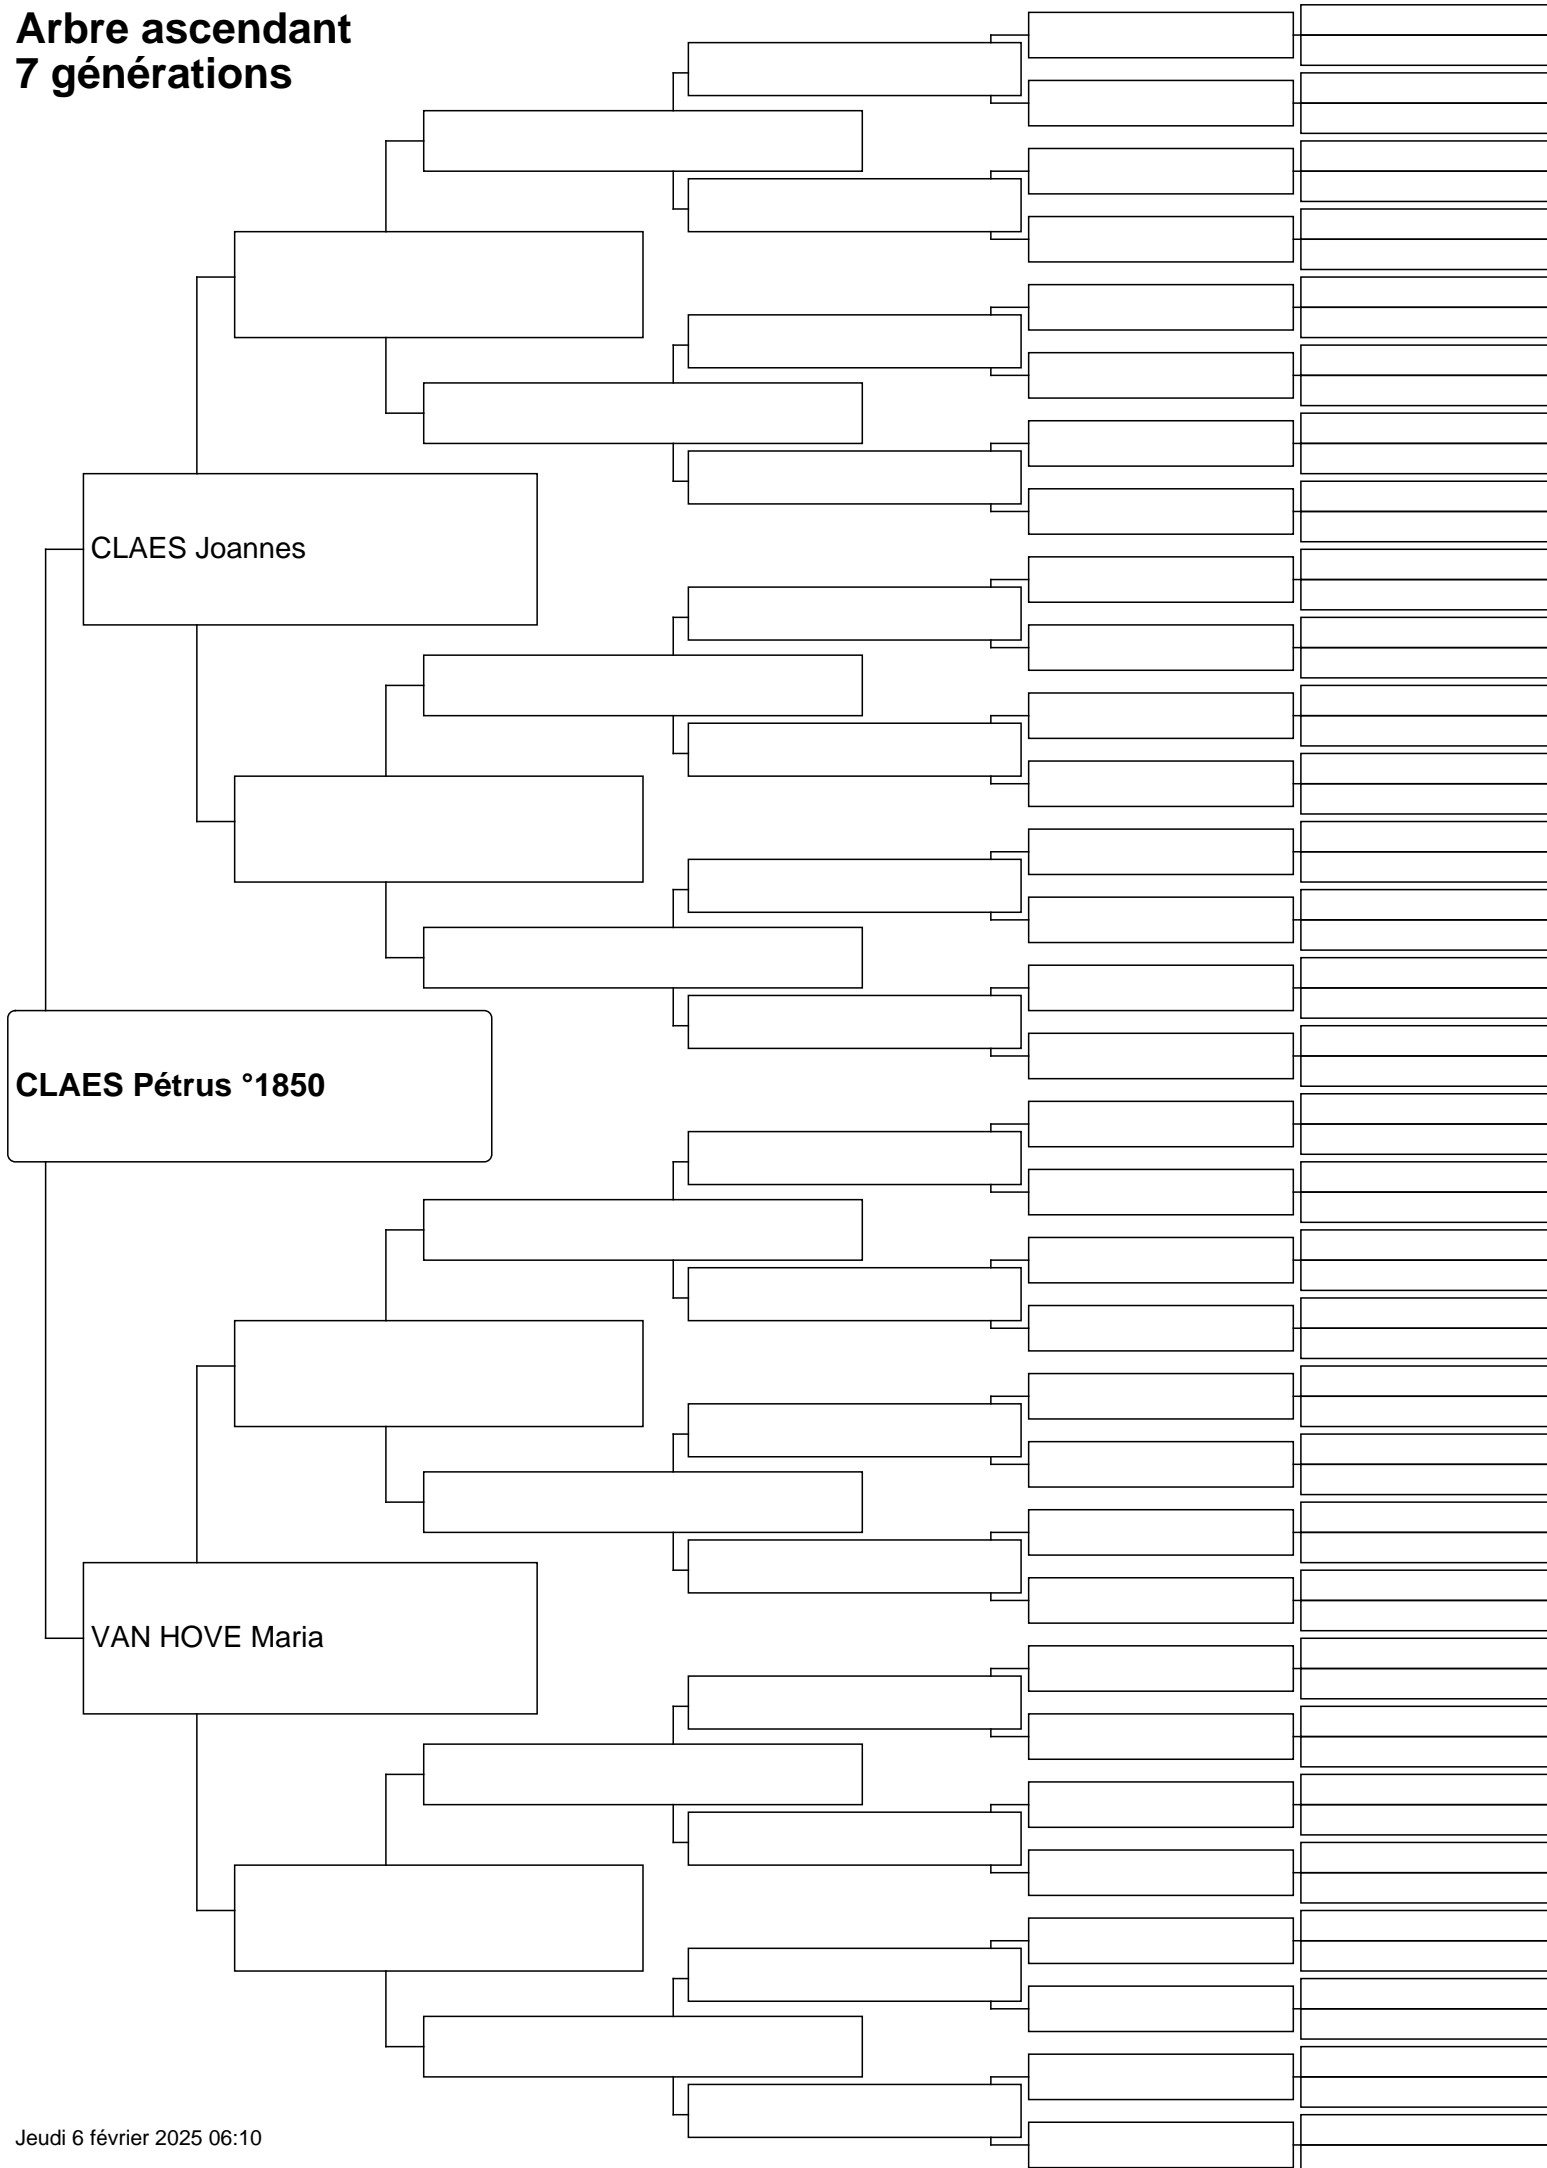 Arbre ascendant
7 générations
CLAES Joannes
CLAES Pétrus °1850
VAN HOVE Maria
Jeudi 6 février 2025 06:10